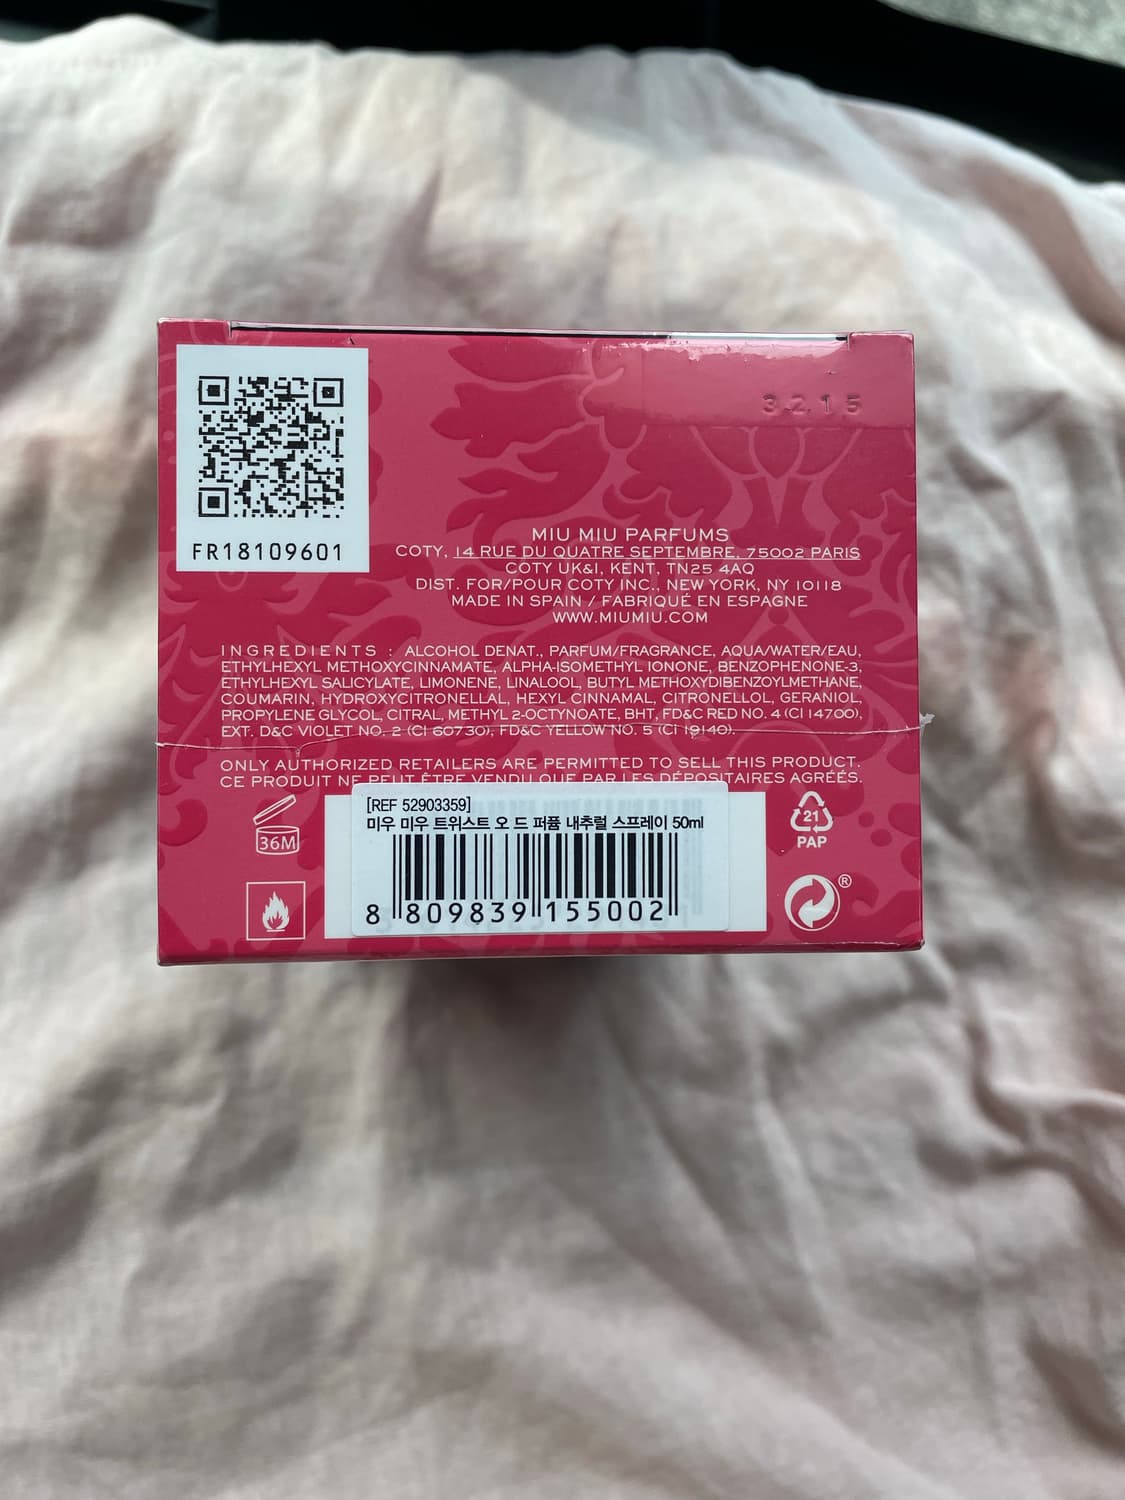 3215
FR18109601
MIU MIU PARFUMS
COTY, 14 RUE DU QUATRE SEPTEMBRE, 75002 PARIS
COTY UK&I, KENT, TN25 4AQ
DIST. FOR/POUR COTY INC., NEW YORK, NY 10118
MADE IN SPAIN / FABRIQUÉ EN ESPAGNE
WWW.MIUMIU.COM
INGREDIENTS : ALCOHOL DENAT., PARFUM/FRAGRANCE, AQUA/WATER/EAU,
ETHYLHEXYL METHOXYCINNAMATE, ALPHA-ISOMETHYL IONONE, BENZOPHENONE-3,
ETHYLHEXYL SALICYLATE, LIMONENE, LINALOOL, BUTYL METHOXYDIBENZOYLMETHANE,
COUMARIN, HYDROXYCITRONELLAL, HEXYL CINNAMAL, CITRONELLOL, GERANIOL,
PROPYLENE GLYCOL, CITRAL, METHYL 2-OCTYNOATE, BHT, FD&C RED NO. 4 (CI 14700),
EXT. D&C VIOLET NO. 2 (CI 60730), FD&C YELLOW NO. 5 (CI 19140).
ONLY AUTHORIZED RETAILERS ARE PERMITTED TO SELL THIS PRODUCT.
CE PRODUIT NE PEUT ÊTRE VENDU QUE PAR LES DÉPOSITAIRES AGRÉÉS.
[REF 52903359]
미우 미우 트위스트 오 드 퍼퓸 내추럴 스프레이 50ml
8 809839 155002
36M
21
PAP
®